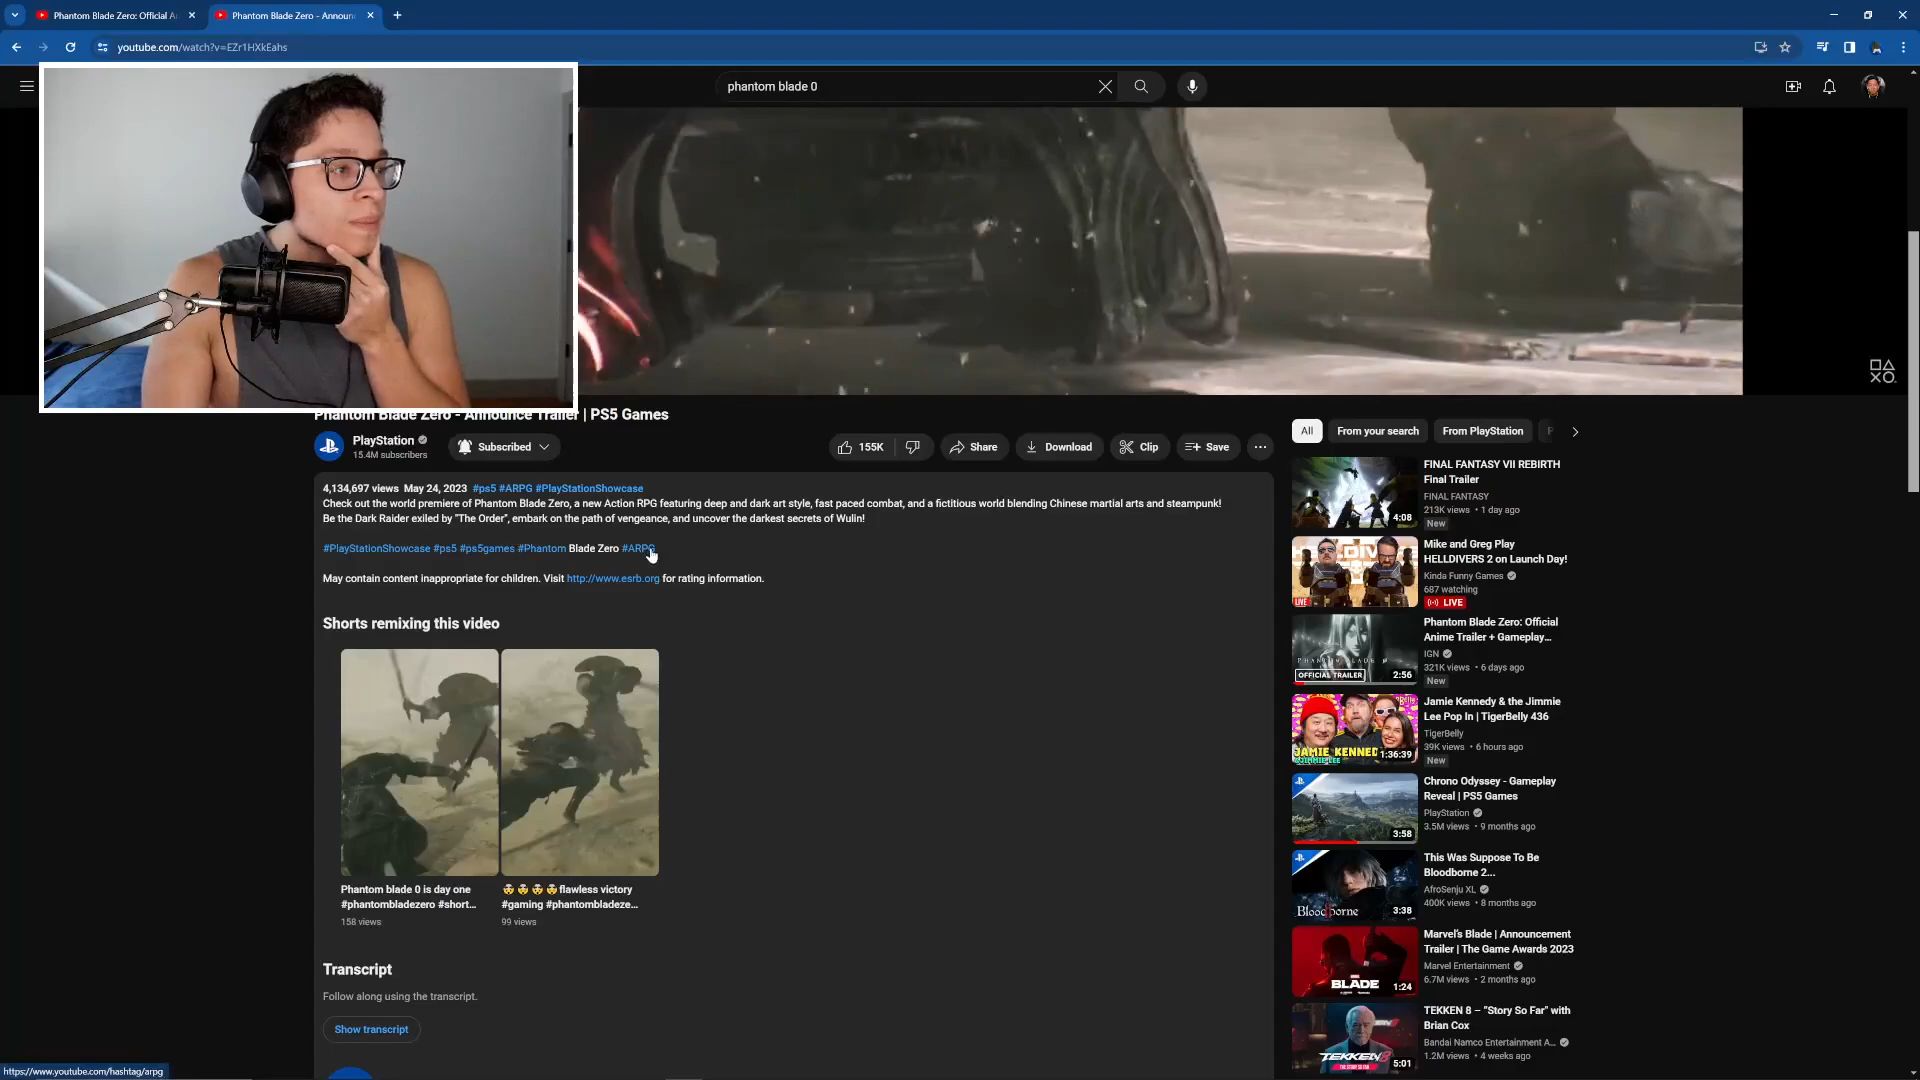 Phantom Blade Zero: Official A
Phantom Blade Zero - Announ
youtube.com/watch?v=EZr1HXkEahs
phantom blade 0
Phantom Blade Zero - Announce Trailer | PS5 Games
PlayStation
15.4M subscribers
Subscribed
155K
Share
Download
Clip
Save
4,134,697 views May 24, 2023 #ps5 #ARPG #PlayStationShowcase
Check out the world premiere of Phantom Blade Zero, a new Action RPG featuring deep and dark art style, fast paced combat, and a fictitious world blending Chinese martial arts and steampunk!
Be the Dark Raider exiled by "The Order", embark on the path of vengeance, and uncover the darkest secrets of Wulin!
#PlayStationShowcase #ps5 #ps5games #Phantom Blade Zero #ARPG
May contain content inappropriate for children. Visit http://www.esrb.org for rating information.
Shorts remixing this video
Phantom blade 0 is day one
#phantombladezero #short...
158 views
flawless victory
#gaming #phantombladeze...
99 views
Transcript
Follow along using the transcript.
Show transcript
All
From your search
From PlayStation
P
4:08
FINAL FANTASY VII REBIRTH
Final Trailer
FINAL FANTASY
213K views • 1 day ago
New
LIVE
Mike and Greg Play
HELLDIVERS 2 on Launch Day!
Kinda Funny Games
687 watching
LIVE
OFFICIAL TRAILER
2:56
Phantom Blade Zero: Official
Anime Trailer + Gameplay...
IGN
321K views • 6 days ago
New
JAMIE KENNED
1:36:39
Jamie Kennedy & the Jimmie
Lee Pop In | TigerBelly 436
TigerBelly
39K views • 6 hours ago
New
3:58
Chrono Odyssey - Gameplay
Reveal | PS5 Games
PlayStation
3.5M views • 9 months ago
Bloodborne
3:38
This Was Suppose To Be
Bloodborne 2...
AfroSenju XL
400K views • 8 months ago
BLADE
1:24
Marvel's Blade | Announcement
Trailer | The Game Awards 2023
Marvel Entertainment
6.7M views • 2 months ago
TEKKEN 8
5:01
TEKKEN 8 – "Story So Far" with
Brian Cox
Bandai Namco Entertainment A...
1.2M views • 4 weeks ago
https://www.youtube.com/hashtag/arpg